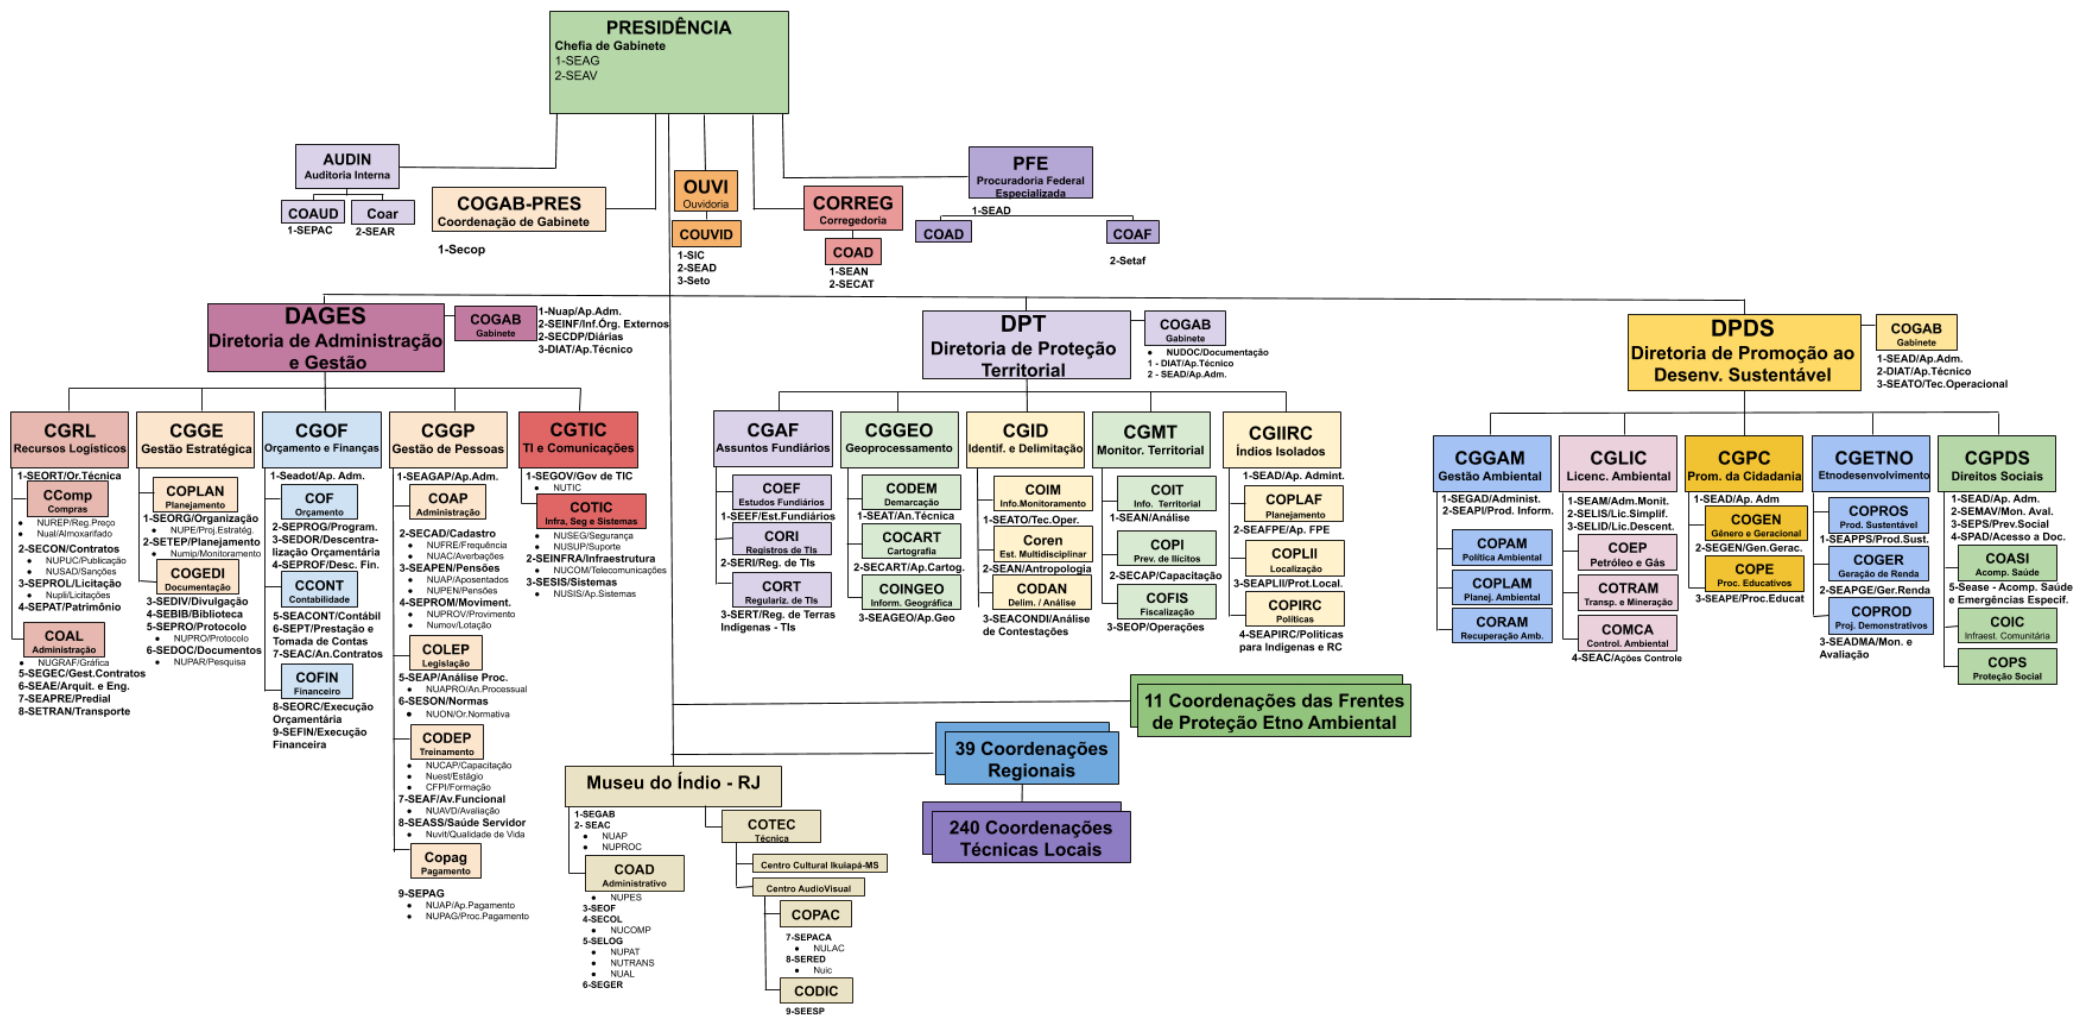 PRESIDÊNCIA
Chefia de Gabinete
1-SEAG
2-SEAV
AUDIN
Auditoria Interna
COAUD
1-SEPAC
Coar
2-SEAR
COGAB-PRES
Coordenação de Gabinete
1-Secop
OUVI
Ouvidoria
COUVID
1-SIC
2-SEAD
3-Seto
CORREG
Corregedoria
COAD
1-SEAN
2-SECAT
PFE
Procuradoria Federal
Especializada
1-SEAD
COAD
COAF
2-Setaf
DAGES
Diretoria de Administração
e Gestão
COGAB
Gabinete
1-Nuap/Ap.Adm.
2-SEINF/Inf.Órg. Externos
2-SECDP/Diárias
3-DIAT/Ap.Técnico
DPT
Diretoria de Proteção
Territorial
COGAB
Gabinete
● NUDOC/Documentação
1 - DIAT/Ap.Técnico
2 - SEAD/Ap.Adm.
DPDS
Diretoria de Promoção ao
Desenv. Sustentável
COGAB
Gabinete
1-SEAD/Ap.Adm.
2-DIAT/Ap.Técnico
3-SEATO/Tec.Operacional
CGRL
Recursos Logísticos
1-SEORT/Or.Técnica
CComp
Compras
● NUREP/Reg.Preço
● Nual/Almoxarifado
2-SECON/Contratos
● NUPUC/Publicação
● NUSAD/Sanções
3-SEPROL/Licitação
● Nupli/Licitações
4-SEPAT/Patrimônio
COAL
Administração
● NUGRAF/Gráfica
5-SEGEC/Gest.Contratos
6-SEAE/Arquit. e Eng.
7-SEAPRE/Predial
8-SETRAN/Transporte
CGGE
Gestão Estratégica
COPLAN
Planejamento
1-SEORG/Organização
● NUPE/Proj.Estratég.
2-SETEP/Planejamento
● Numip/Monitoramento
COGEDI
Documentação
3-SEDIV/Divulgação
4-SEBIB/Biblioteca
5-SEPRO/Protocolo
● NUPRO/Protocolo
6-SEDOC/Documentos
● NUPAR/Pesquisa
CGOF
Orçamento e Finanças
1-Seadot/Ap. Adm.
COF
Orçamento
2-SEPROG/Program.
3-SEDOR/Descentra-
lização Orçamentária
4-SEPROF/Desc. Fin.
CCONT
Contabilidade
5-SEACONT/Contábil
6-SEPT/Prestação e
Tomada de Contas
7-SEAC/An.Contratos
COFIN
Financeiro
8-SEORC/Execução
Orçamentária
9-SEFIN/Execução
Financeira
CGGP
Gestão de Pessoas
1-SEAGAP/Ap.Adm.
COAP
Administração
2-SECAD/Cadastro
● NUFRE/Frequência
● NUAC/Averbações
3-SEAPEN/Pensões
● NUAP/Aposentados
● NUPEN/Pensões
4-SEPROM/Moviment.
● NUPROV/Provimento
● Numov/Lotação
COLEP
Legislação
5-SEAP/Análise Proc.
● NUAPRO/An.Processual
6-SESON/Normas
● NUON/Or.Normativa
CODEP
Treinamento
● NUCAP/Capacitação
● Nuest/Estágio
● CFPI/Formação
7-SEAF/Av.Funcional
● NUAVD/Avaliação
8-SEASS/Saúde Servidor
● Nuvit/Qualidade de Vida
Copag
Pagamento
9-SEPAG
● NUAP/Ap.Pagamento
● NUPAG/Proc.Pagamento
CGTIC
TI e Comunicações
1-SEGOV/Gov de TIC
● NUTIC
COTIC
Infra, Seg e Sistemas
● NUSEG/Segurança
● NUSUP/Suporte
2-SEINFRA/Infraestrutura
● NUCOM/Telecomunicações
3-SESIS/Sistemas
● NUSIS/Ap.Sistemas
CGAF
Assuntos Fundiários
COEF
Estudos Fundiários
1-SEEF/Est.Fundiários
CORI
Registros de TIs
2-SERI/Reg. de TIs
CORT
Regulariz. de TIs
3-SERT/Reg. de Terras
Indígenas - TIs
CGGEO
Geoprocessamento
CODEM
Demarcação
1-SEAT/An.Técnica
COCART
Cartografia
2-SECART/Ap.Cartog.
COINGEO
Inform. Geográfica
3-SEAGEO/Ap.Geo
CGID
Identif. e Delimitação
COIM
Info.Monitoramento
1-SEATO/Tec.Oper.
Coren
Est. Multidisciplinar
2-SEAN/Antropologia
CODAN
Delim. / Análise
3-SEACONDI/Análise
de Contestações
CGMT
Monitor. Territorial
COIT
Info. Territorial
1-SEAN/Análise
COPI
Prev. de Ilícitos
2-SECAP/Capacitação
COFIS
Fiscalização
3-SEOP/Operações
CGIIRC
Índios Isolados
1-SEAD/Ap. Admint.
COPLAF
Planejamento
2-SEAFPE/Ap. FPE
COPLII
Localização
3-SEAPLII/Prot.Local.
COPIRC
Políticas
4-SEAPIRC/Políticas
para Indígenas e RC
CGGAM
Gestão Ambiental
1-SEGAD/Administ.
2-SEAPI/Prod. Inform.
COPAM
Política Ambiental
COPLAM
Planej. Ambiental
CORAM
Recuperação Amb.
CGLIC
Licenc. Ambiental
1-SEAM/Adm.Monit.
2-SELIS/Lic.Simplif.
3-SELID/Lic.Descent.
COEP
Petróleo e Gás
COTRAM
Transp. e Mineração
COMCA
Control. Ambiental
4-SEAC/Ações Controle
CGPC
Prom. da Cidadania
1-SEAD/Ap. Adm
COGEN
Gênero e Geracional
2-SEGEN/Gen.Gerac.
COPE
Proc. Educativos
3-SEAPE/Proc.Educat
CGETNO
Etnodesenvolvimento
COPROS
Prod. Sustentável
1-SEAPPS/Prod.Sust.
COGER
Geração de Renda
2-SEAPGE/Ger.Renda
COPROD
Proj. Demonstrativos
3-SEADMA/Mon. e
Avaliação
CGPDS
Direitos Sociais
1-SEAD/Ap. Adm.
2-SEMAV/Mon. Aval.
3-SEPS/Prev.Social
4-SPAD/Acesso a Doc.
COASI
Acomp. Saúde
5-Sease - Acomp. Saúde
e Emergências Especif.
COIC
Infraest. Comunitária
COPS
Proteção Social
11 Coordenações das Frentes
de Proteção Etno Ambiental
39 Coordenações
Regionais
240 Coordenações
Técnicas Locais
Museu do Índio - RJ
1-SEGAB
2- SEAC
● NUAP
● NUPROC
COAD
Administrativo
● NUPES
3-SEOF
4-SECOL
● NUCOMP
5-SELOG
● NUPAT
● NUTRANS
● NUAL
6-SEGER
COTEC
Técnica
Centro Cultural Ikuiapá-MS
Centro AudioVisual
COPAC
7-SEPACA
● NULAC
8-SERED
● Nuic
CODIC
9-SEESP